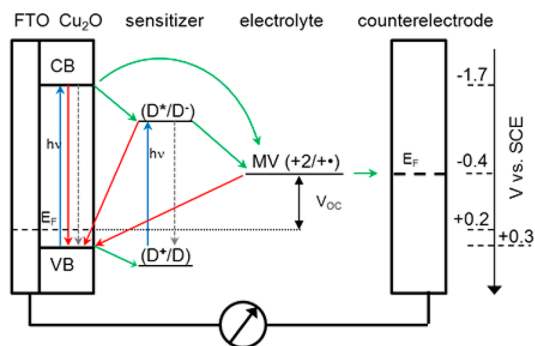 FTO Cu₂O sensitizer electrolyte counterelectrode
CB
-1.7
(D*/D-)
hν
hν
MV (+2/+•)
EF
-0.4
V vs. SCE
VOC
EF
+0.2
+0.3
VB
(D+/D)